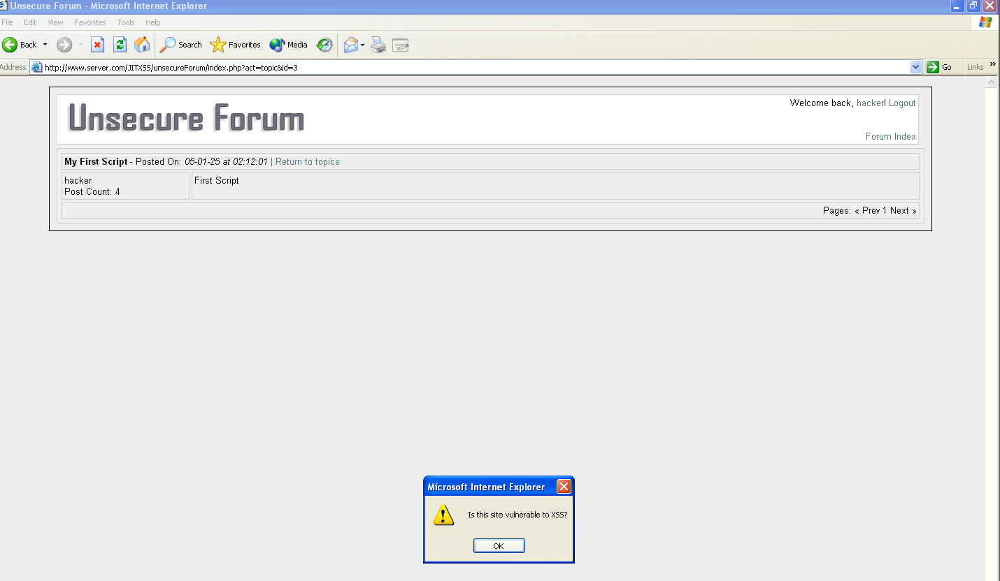 Unsecure Forum - Microsoft Internet Explorer
File Edit View Favorites Tools Help
Back Search Favorites Media
Address http://www.server.com/JITXSS/unsecureForum/index.php?act=topic&id=3 Go Links »
Unsecure Forum
Welcome back, hacker! Logout
Forum Index
My First Script - Posted On: 05-01-25 at 02:12:01 | Return to topics
hacker
Post Count: 4
First Script
Pages: « Prev 1 Next »
Microsoft Internet Explorer
Is this site vulnerable to XSS?
OK